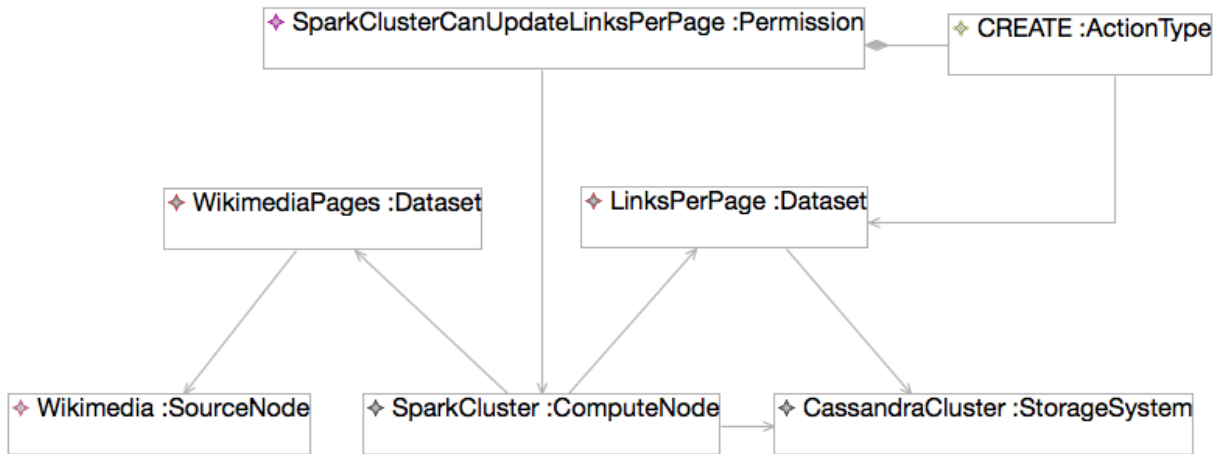 SparkClusterCanUpdateLinksPerPage :Permission
CREATE :ActionType
WikimediaPages :Dataset
LinksPerPage :Dataset
Wikimedia :SourceNode
SparkCluster :ComputeNode
CassandraCluster :StorageSystem